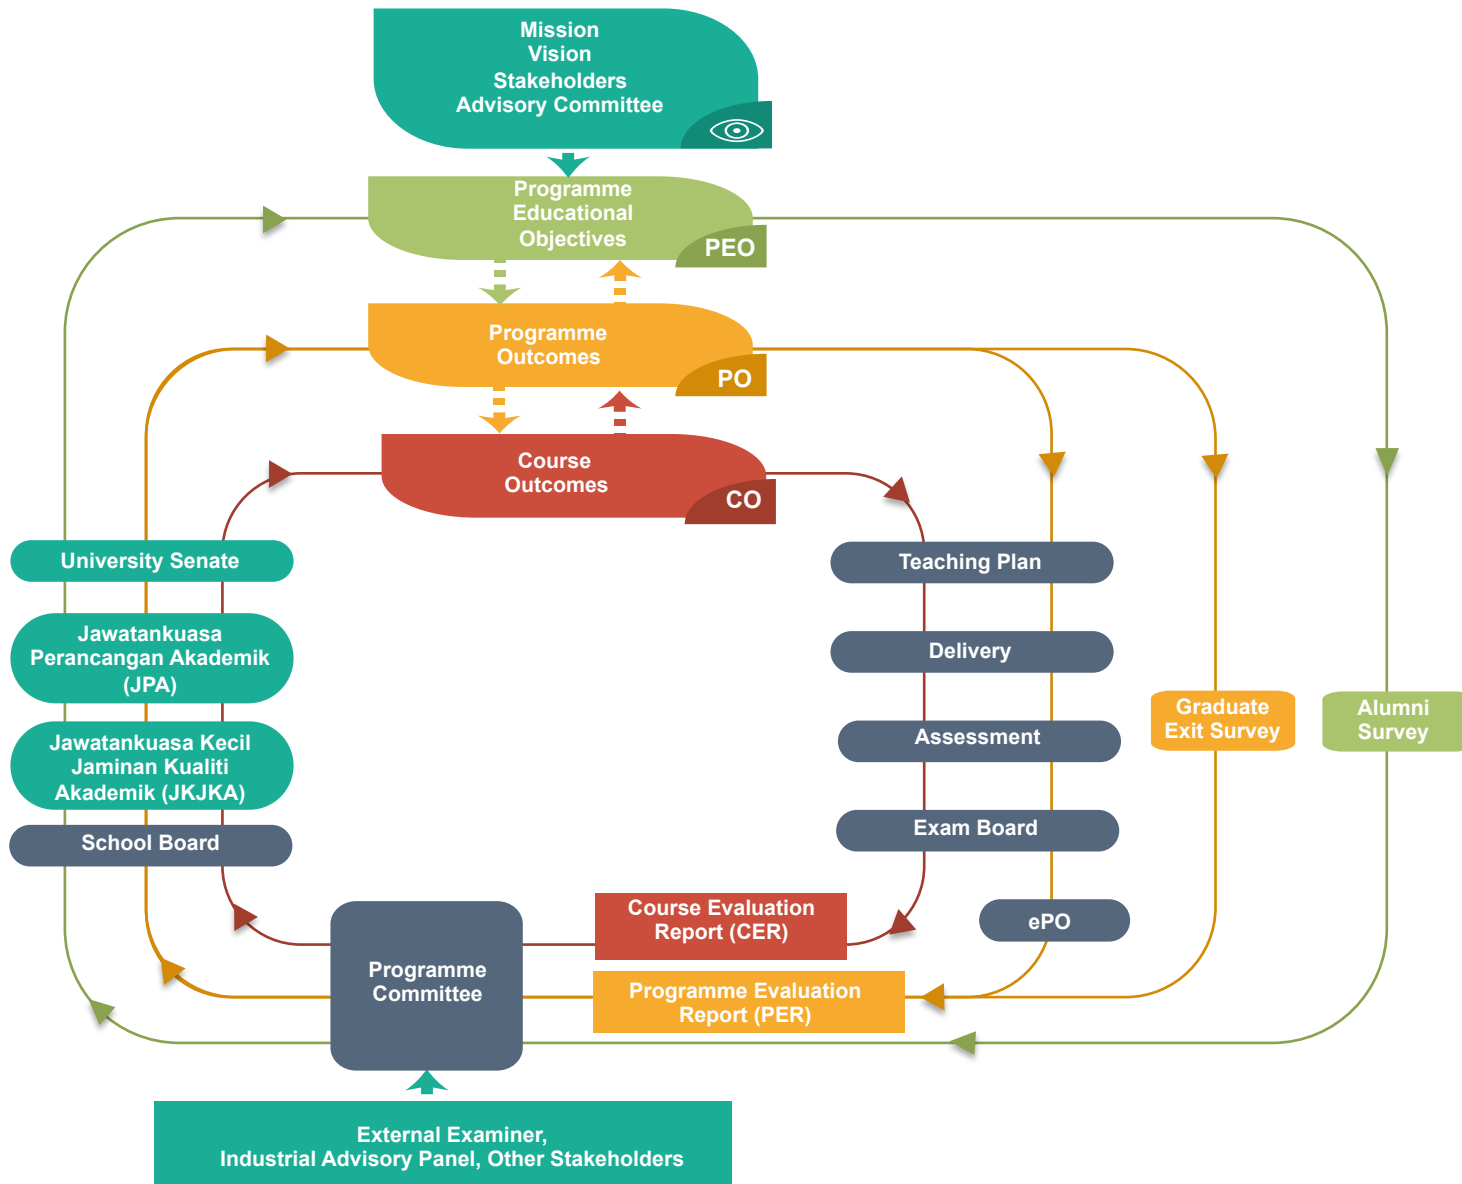 Mission
Vision
Stakeholders
Advisory Committee
Programme
Educational
Objectives
PEO
Programme
Outcomes
PO
Course
Outcomes
CO
University Senate
Jawatankuasa
Perancangan Akademik
(JPA)
Jawatankuasa Kecil
Jaminan Kualiti
Akademik (JKJKA)
School Board
Teaching Plan
Delivery
Assessment
Exam Board
ePO
Graduate
Exit Survey
Alumni
Survey
Course Evaluation
Report (CER)
Programme Evaluation
Report (PER)
Programme
Committee
External Examiner,
Industrial Advisory Panel, Other Stakeholders